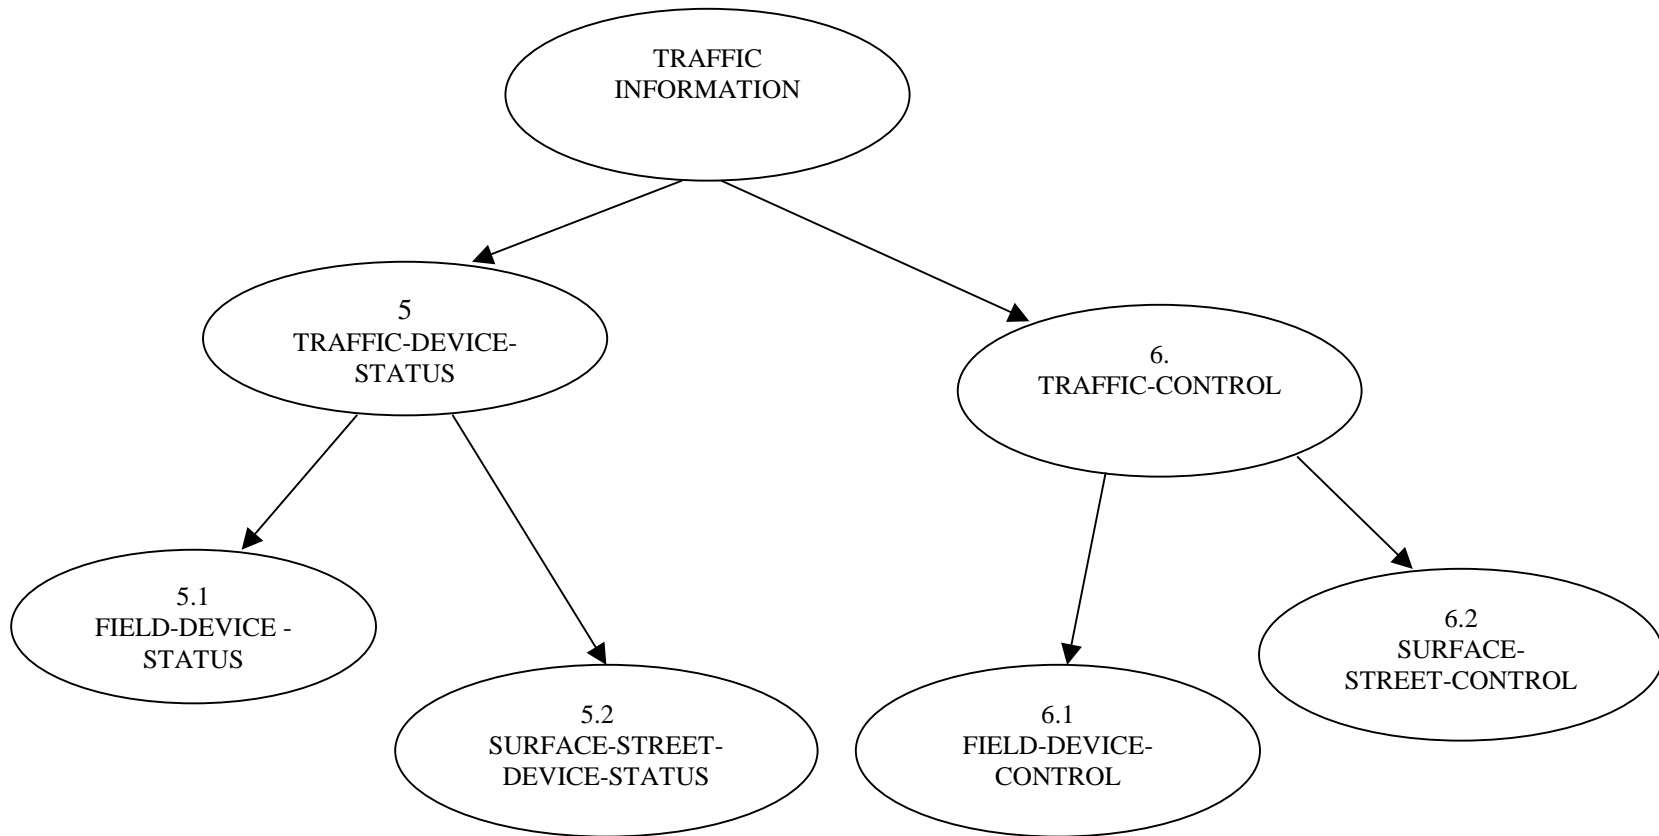 TRAFFIC
INFORMATION
5
TRAFFIC-DEVICE-
STATUS
6.
TRAFFIC-CONTROL
5.1
FIELD-DEVICE -
STATUS
5.2
SURFACE-STREET-
DEVICE-STATUS
6.1
FIELD-DEVICE-
CONTROL
6.2
SURFACE-
STREET-CONTROL